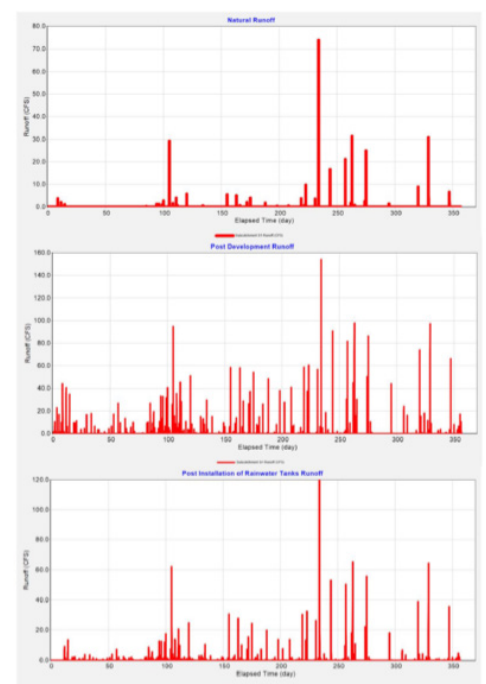 Natural Runoff
80.0
70.0
60.0
50.0
40.0
30.0
20.0
10.0
0.0
Runoff (CFS)
0 50 100 150 200 250 300 350
Elapsed Time (day)
Post Development Runoff
160.0
140.0
120.0
100.0
80.0
60.0
40.0
20.0
0.0
Runoff (CFS)
0 50 100 150 200 250 300 350
Elapsed Time (day)
Post Installation of Rainwater Tanks Runoff
120.0
100.0
80.0
60.0
40.0
20.0
0.0
Runoff (CFS)
0 50 100 150 200 250 300 350
Elapsed Time (day)